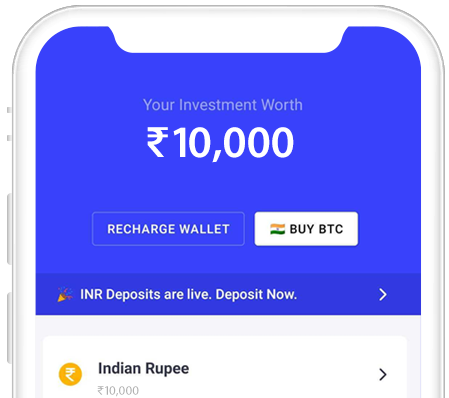 Your Investment Worth
₹10,000
RECHARGE WALLET
🇮🇳 BUY BTC
🎉 INR Deposits are live. Deposit Now.
₹
Indian Rupee
₹10,000